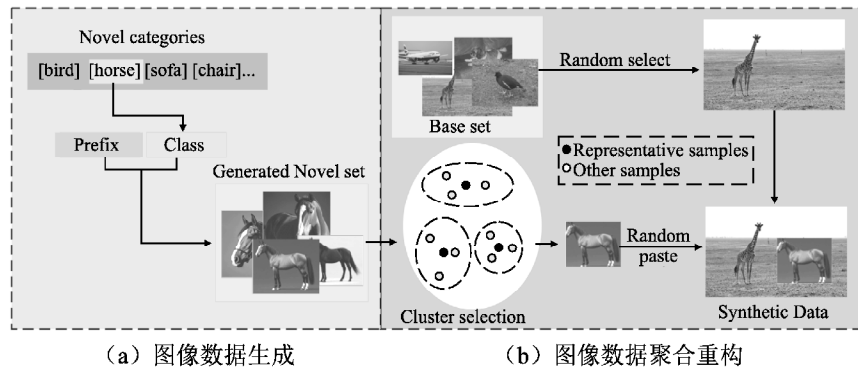 Novel categories
[bird] [horse] [sofa] [chair]...
Prefix
Class
Generated Novel set
Base set
Random select
Representative samples
Other samples
Cluster selection
Random
paste
Synthetic Data
(a) 图像数据生成
(b) 图像数据聚合重构